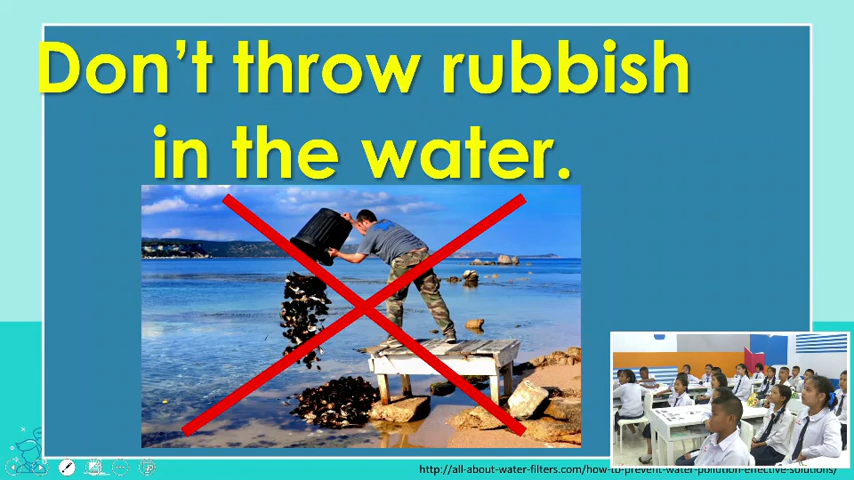 Don't throw rubbish
in the water.
http://all-about-water-filters.com/how-to-prevent-water-pollution-effective-solutions/